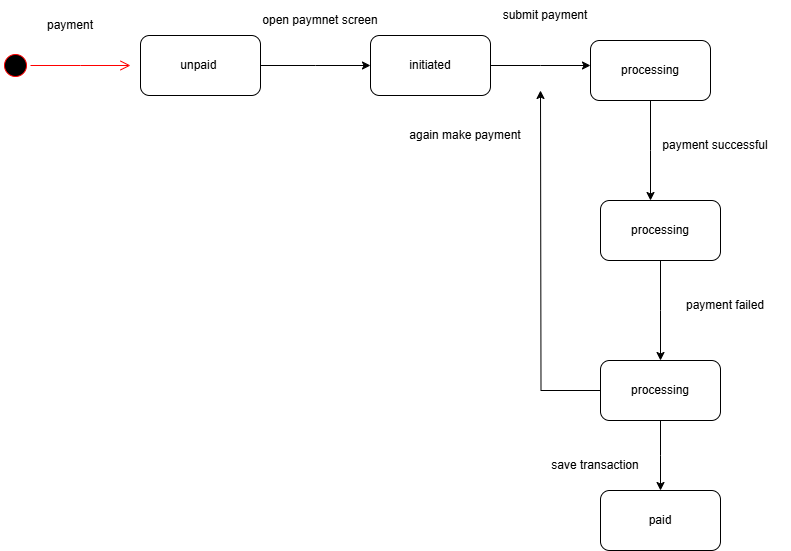 payment
open paymnet screen
submit payment
unpaid
initiated
processing
again make payment
payment successful
processing
payment failed
processing
save transaction
paid